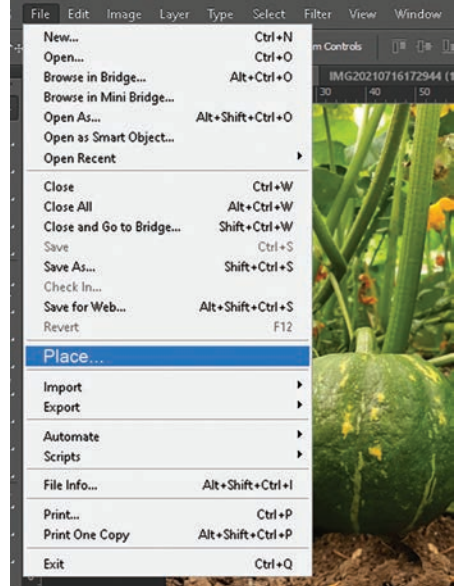 File Edit Image Layer Type Select Filter View Window
New... Ctrl+N
Open... Ctrl+O
Browse in Bridge... Alt+Ctrl+O
Browse in Mini Bridge...
Open As... Alt+Shift+Ctrl+O
Open as Smart Object...
Open Recent
Close Ctrl+W
Close All Alt+Ctrl+W
Close and Go to Bridge... Shift+Ctrl+W
Save Ctrl+S
Save As... Shift+Ctrl+S
Check In...
Save for Web... Alt+Shift+Ctrl+S
Revert F12
Place...
Import
Export
Automate
Scripts
File Info... Alt+Shift+Ctrl+I
Print... Ctrl+P
Print One Copy Alt+Shift+Ctrl+P
Exit Ctrl+Q
m Controls
IMG20210716172944 (1
30 40 50